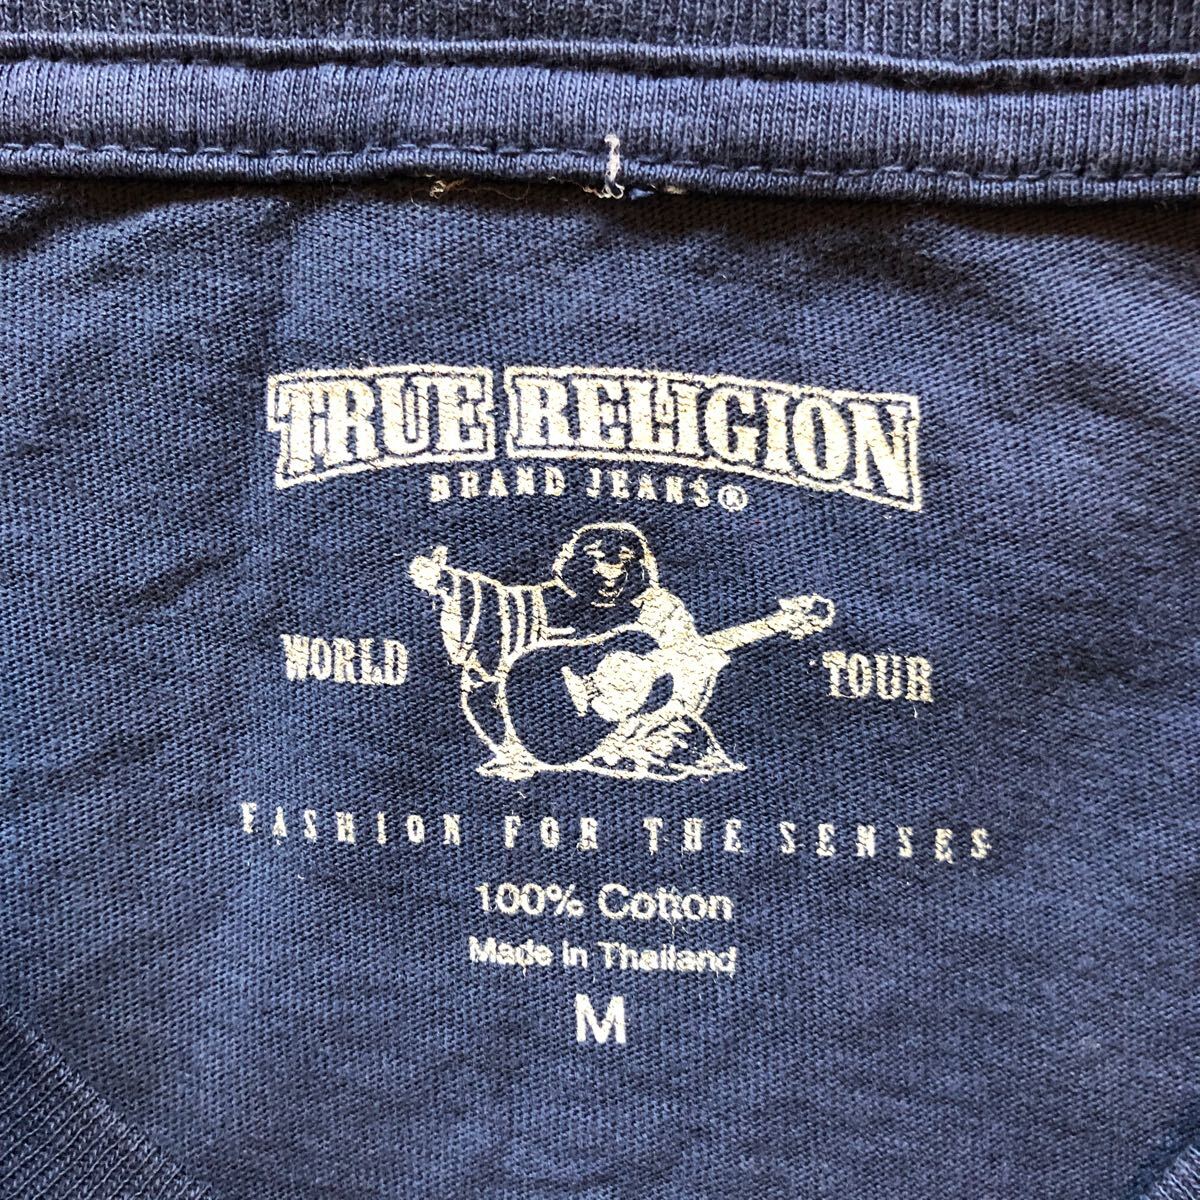 TRUE RELIGION
BRAND JEANS®
WORLD TOUR
FASHION FOR THE SENSES
100% Cotton
Made in Thailand
M